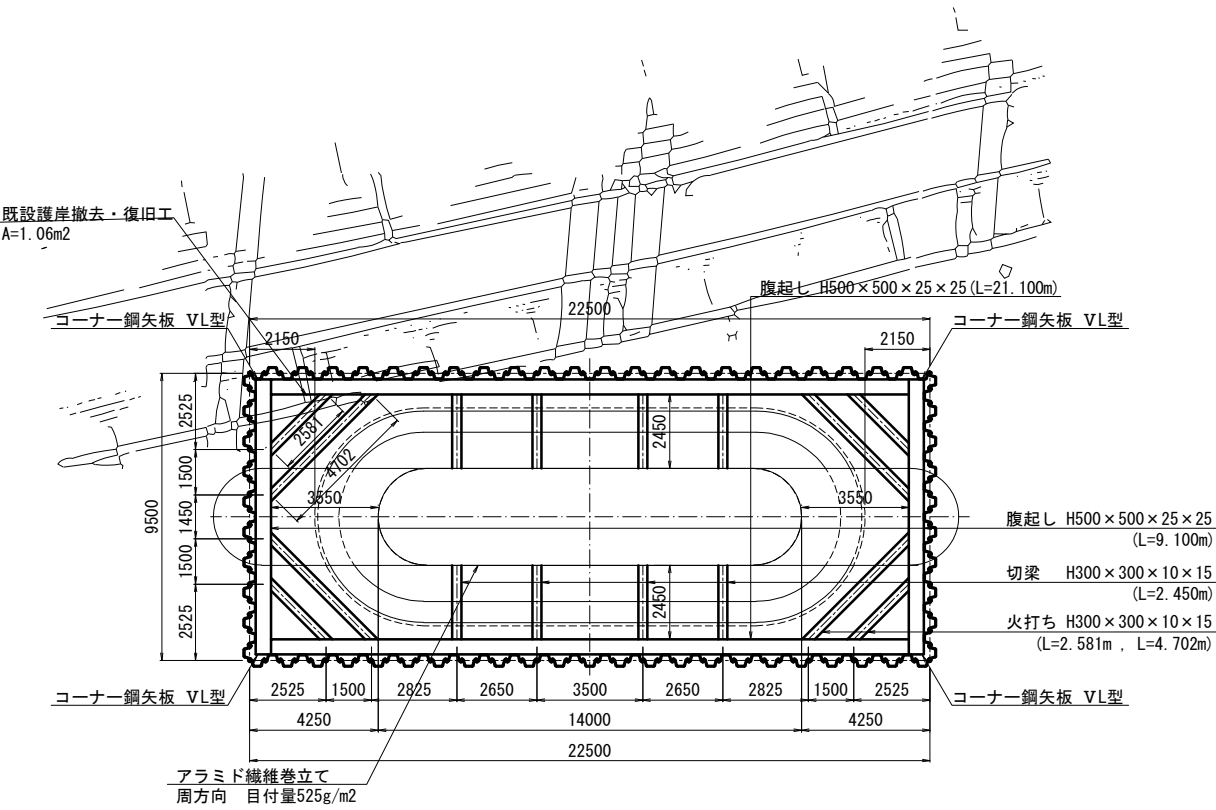 既設護岸撤去・復旧工
A=1.06m2
腹起し H500×500×25×25(L=21.100m)
22500
コーナー鋼矢板 VL型
コーナー鋼矢板 VL型
2150
2150
2525
1500
1450
1500
2525
9500
2581
4702
2450
3550
3550
2450
腹起し H500×500×25×25
(L=9.100m)
切梁 H300×300×10×15
(L=2.450m)
火打ち H300×300×10×15
(L=2.581m , L=4.702m)
コーナー鋼矢板 VL型
コーナー鋼矢板 VL型
2525 1500 2825 2650 3500 2650 2825 1500 2525
4250 14000 4250
22500
アラミド繊維巻立て
周方向 目付量525g/m2